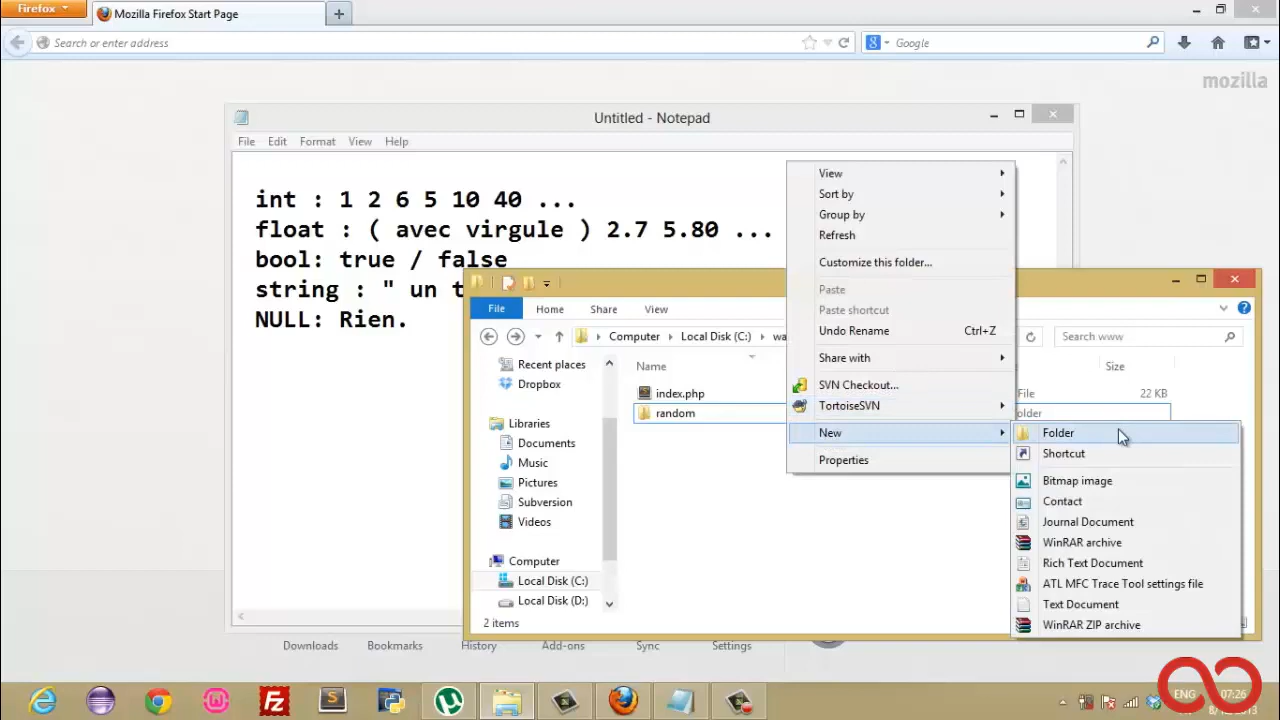 Firefox
Mozilla Firefox Start Page
Search or enter address
Google
mozilla
Untitled - Notepad
File Edit Format View Help
int : 1 2 6 5 10 40 ...
float : ( avec virgule ) 2.7 5.80 ...
bool: true / false
string : " un t
NULL: Rien.
File Home Share View
Computer Local Disk (C:) wa
Search www
Recent places
Dropbox
Libraries
Documents
Music
Pictures
Subversion
Videos
Computer
Local Disk (C:)
Local Disk (D:)
Name Size
index.php File 22 KB
random older
2 items
View
Sort by
Group by
Refresh
Customize this folder...
Paste
Paste shortcut
Undo Rename Ctrl+Z
Share with
SVN Checkout...
TortoiseSVN
New
Properties
Folder
Shortcut
Bitmap image
Contact
Journal Document
WinRAR archive
Rich Text Document
ATL MFC Trace Tool settings file
Text Document
WinRAR ZIP archive
Downloads Bookmarks History Add-ons Sync Settings
ENG 07:26